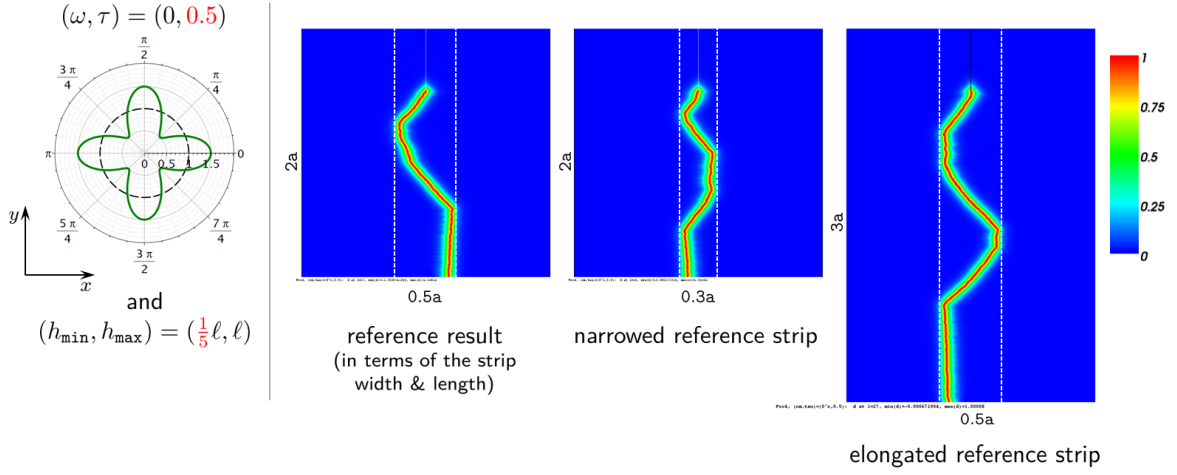 (ω, τ) = (0, 0.5)
π/2
3π/4
π/4
π
0
0 0.5 1 1.5
5π/4
7π/4
3π/2
y
x
and
(hmin, hmax) = (1/5 ℓ, ℓ)
2a
0.5a
reference result
(in terms of the strip
width & length)
2a
0.3a
narrowed reference strip
3a
0.5a
elongated reference strip
1
0.75
0.5
0.25
0